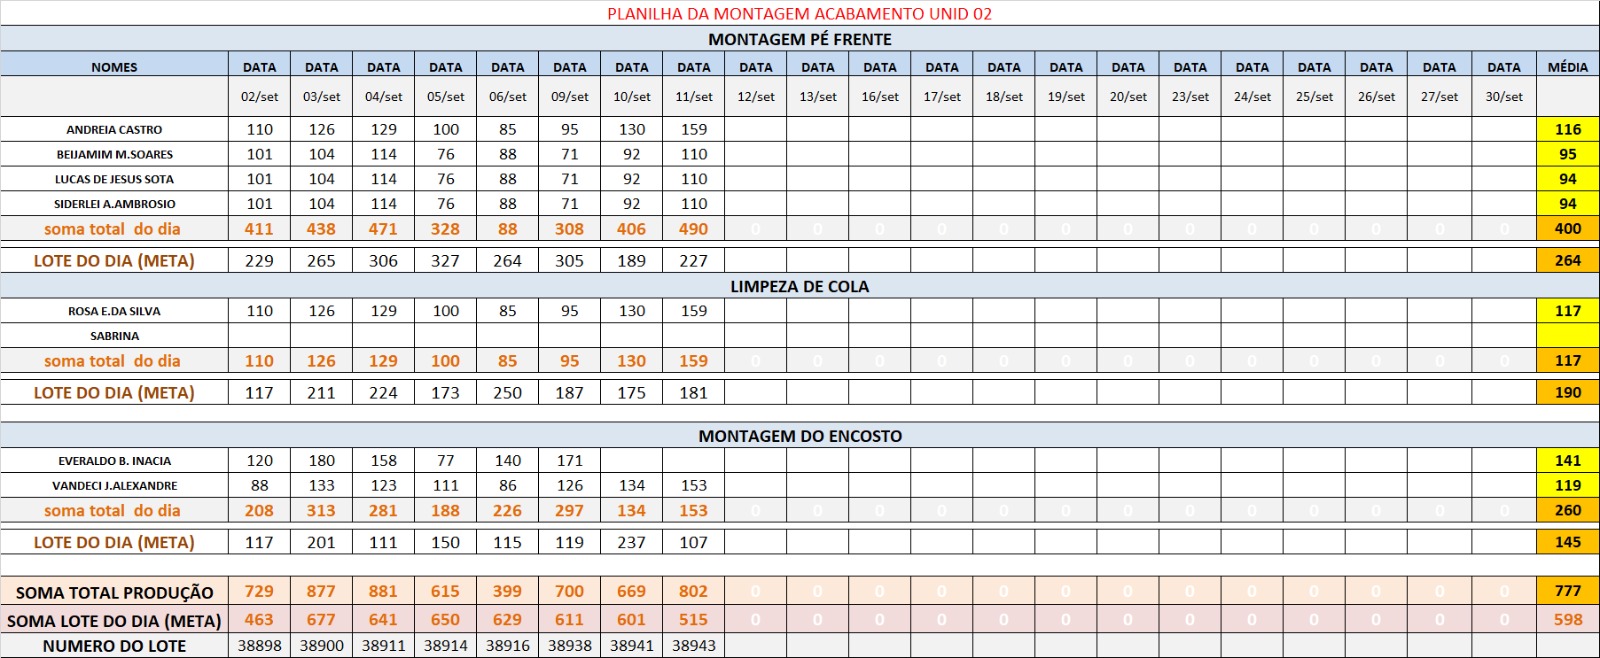 PLANILHA DA MONTAGEM ACABAMENTO UNID 02
MONTAGEM PÉ FRENTE
NOMES DATA DATA DATA DATA DATA DATA DATA DATA DATA DATA DATA DATA DATA DATA DATA DATA DATA DATA DATA DATA DATA MÉDIA
02/set 03/set 04/set 05/set 06/set 09/set 10/set 11/set 12/set 13/set 16/set 17/set 18/set 19/set 20/set 23/set 24/set 25/set 26/set 27/set 30/set
ANDREIA CASTRO 110 126 129 100 85 95 130 159 116
BEIJAMIM M.SOARES 101 104 114 76 88 71 92 110 95
LUCAS DE JESUS SOTA 101 104 114 76 88 71 92 110 94
SIDERLEI A.AMBROSIO 101 104 114 76 88 71 92 110 94
soma total do dia 411 438 471 328 88 308 406 490 0 0 0 0 0 0 0 0 0 0 0 0 0 400
LOTE DO DIA (META) 229 265 306 327 264 305 189 227 264
LIMPEZA DE COLA
ROSA E.DA SILVA 110 126 129 100 85 95 130 159 117
SABRINA
soma total do dia 110 126 129 100 85 95 130 159 0 0 0 0 0 0 0 0 0 0 0 0 0 117
LOTE DO DIA (META) 117 211 224 173 250 187 175 181 190
MONTAGEM DO ENCOSTO
EVERALDO B. INACIA 120 180 158 77 140 171 141
VANDECI J.ALEXANDRE 88 133 123 111 86 126 134 153 119
soma total do dia 208 313 281 188 226 297 134 153 0 0 0 0 0 0 0 0 0 0 0 0 0 260
LOTE DO DIA (META) 117 201 111 150 115 119 237 107 145
SOMA TOTAL PRODUÇÃO 729 877 881 615 399 700 669 802 0 0 0 0 0 0 0 0 0 0 0 0 0 777
SOMA LOTE DO DIA (META) 463 677 641 650 629 611 601 515 0 0 0 0 0 0 0 0 0 0 0 0 0 598
NUMERO DO LOTE 38898 38900 38911 38914 38916 38938 38941 38943